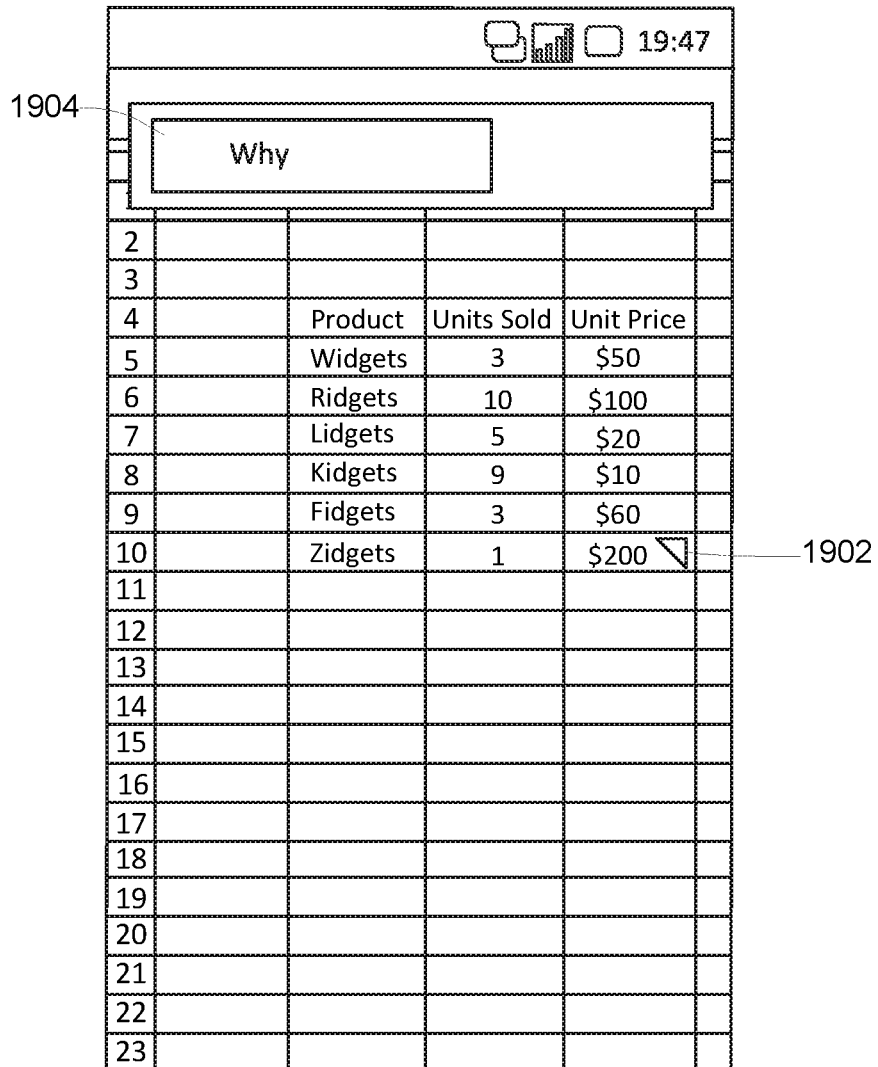 19:47
1904
Why
2
3
4 Product Units Sold Unit Price
5 Widgets 3 $50
6 Ridgets 10 $100
7 Lidgets 5 $20
8 Kidgets 9 $10
9 Fidgets 3 $60
10 Zidgets 1 $200 1902
11
12
13
14
15
16
17
18
19
20
21
22
23